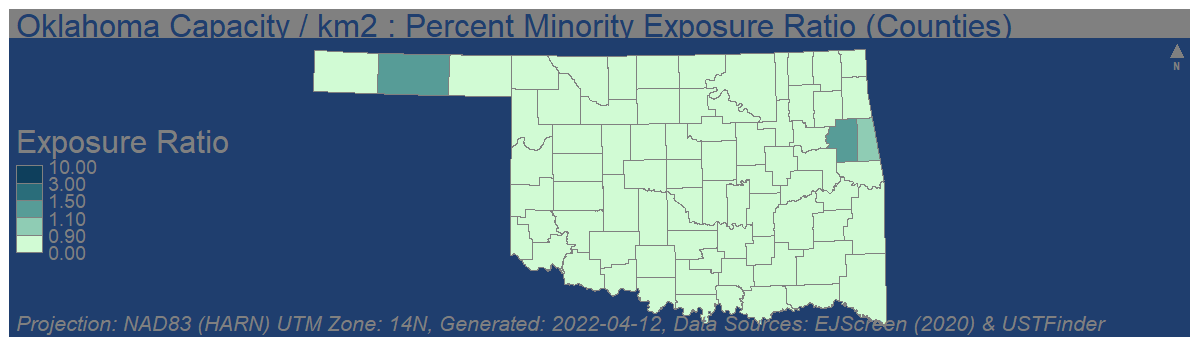 Oklahoma Capacity / km2 : Percent Minority Exposure Ratio (Counties)
N
Exposure Ratio
10.00
3.00
1.50
1.10
0.90
0.00
Projection: NAD83 (HARN) UTM Zone: 14N, Generated: 2022-04-12, Data Sources: EJScreen (2020) & USTFinder